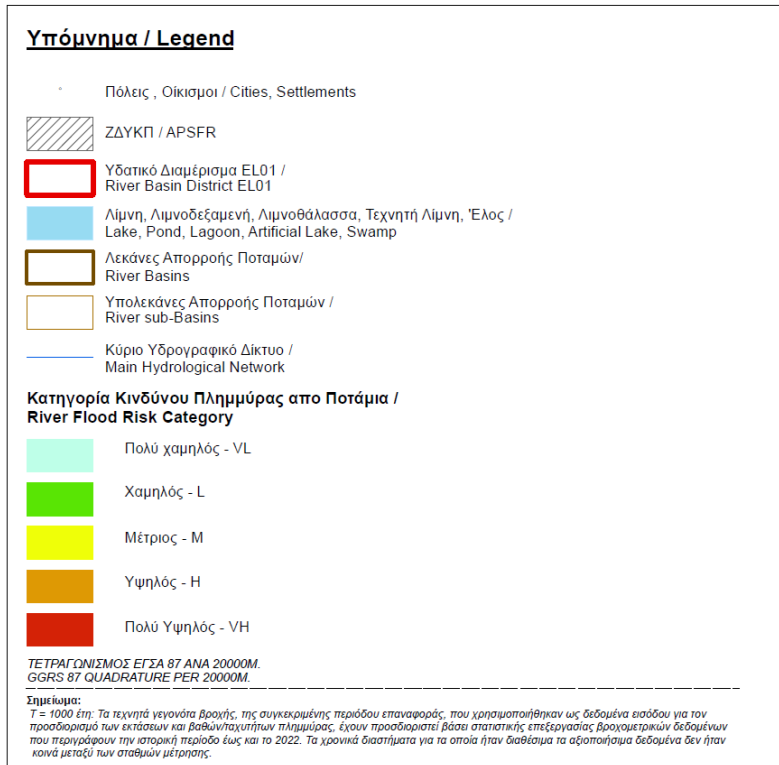 Υπόμνημα / Legend
Πόλεις , Οίκισμοι / Cities, Settlements
ΖΔΥΚΠ / APSFR
Υδατικό Διαμέρισμα EL01 /
River Basin District EL01
Λίμνη, Λιμνοδεξαμενή, Λιμνοθάλασσα, Τεχνητή Λίμνη, 'Ελος /
Lake, Pond, Lagoon, Artificial Lake, Swamp
Λεκάνες Απορροής Ποταμών/
River Basins
Υπολεκάνες Απορροής Ποταμών /
River sub-Basins
Κύριο Υδρογραφικό Δίκτυο /
Main Hydrological Network
Κατηγορία Κινδύνου Πλημμύρας απο Ποτάμια /
River Flood Risk Category
Πολύ χαμηλός - VL
Χαμηλός - L
Μέτριος - M
Υψηλός - H
Πολύ Υψηλός - VH
ΤΕΤΡΑΓΩΝΙΣΜΟΣ ΕΓΣΑ 87 ΑΝΑ 20000Μ.
GGRS 87 QUADRATURE PER 20000M.
Σημείωμα:
T = 1000 έτη: Τα τεχνητά γεγονότα βροχής, της συγκεκριμένης περιόδου επαναφοράς, που χρησιμοποιήθηκαν ως δεδομένα εισόδου για τον
προσδιορισμό των εκτάσεων και βαθών/ταχυτήτων πλημμύρας, έχουν προσδιοριστεί βάσει στατιστικής επεξεργασίας βροχομετρικών δεδομένων
που περιγράφουν την ιστορική περίοδο έως και το 2022. Τα χρονικά διαστήματα για τα οποία ήταν διαθέσιμα τα αξιοποιήσιμα δεδομένα δεν ήταν
κοινά μεταξύ των σταθμών μέτρησης.